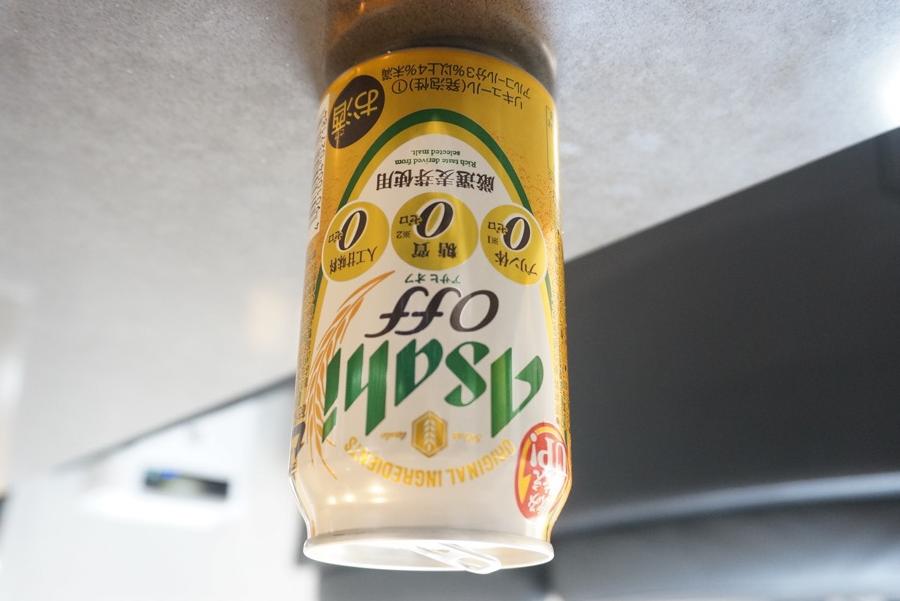 ORIGINAL INGREDIENTS
UP!
Asahi
off
アサヒ オフ
プリン体
※1
0
ゼロ
糖質
※2
0
ゼロ
人工甘味料
0
ゼロ
厳選麦芽使用
Rich taste derived from
selected malt.
リキュール(発泡性)①
アルコール分3%以上4%未満
お酒